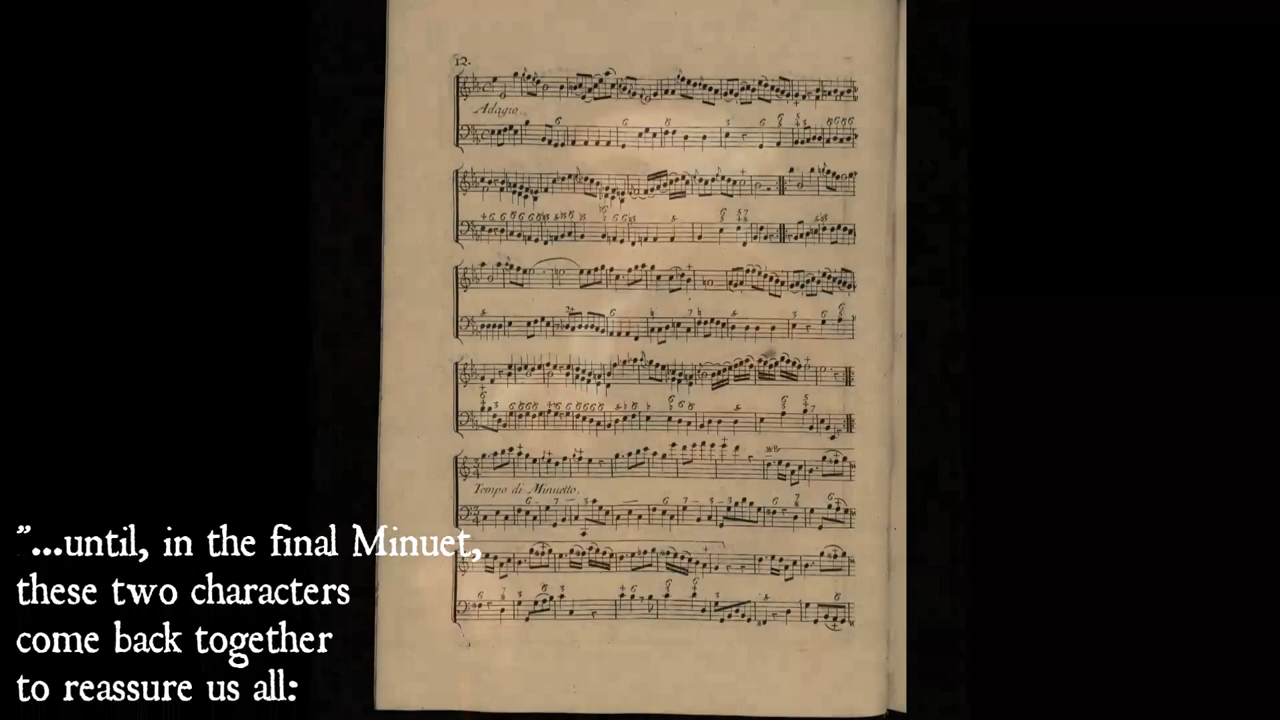 12.
Adagio.
Tempo di Minuetto.
"...until, in the final Minuet,
these two characters
come back together
to reassure us all: